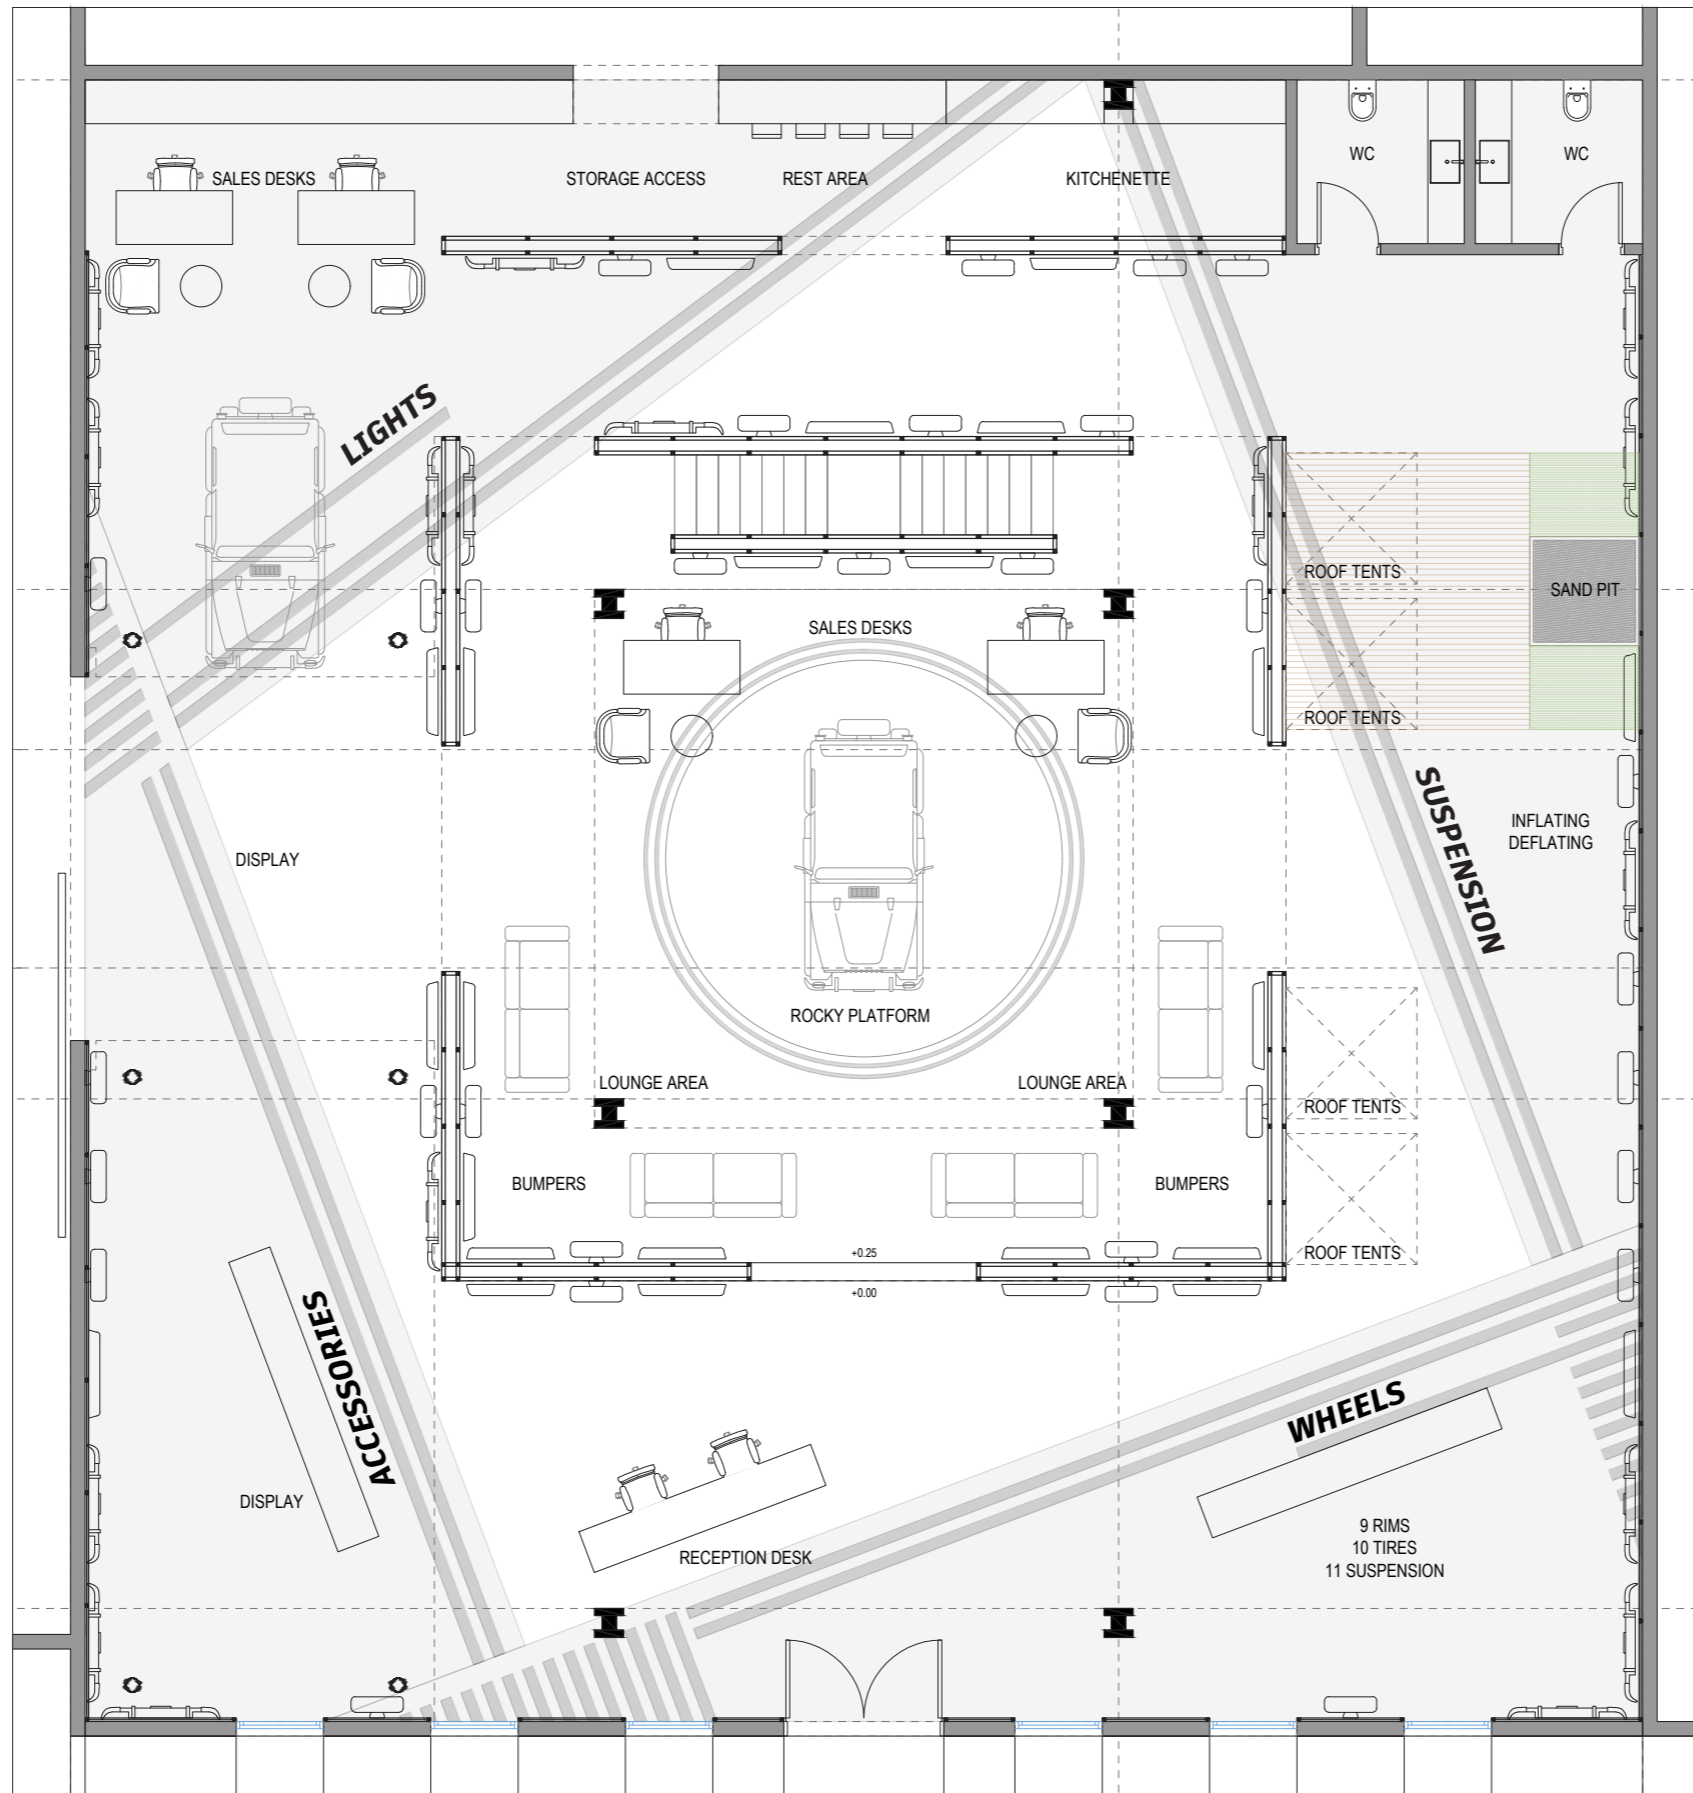 WC
WC
SALES DESKS
STORAGE ACCESS
REST AREA
KITCHENETTE
LIGHTS
ROOF TENTS
SAND PIT
SALES DESKS
ROOF TENTS
SUSPENSION
INFLATING
DEFLATING
DISPLAY
ROCKY PLATFORM
LOUNGE AREA
LOUNGE AREA
ROOF TENTS
BUMPERS
BUMPERS
+0.25
ROOF TENTS
+0.00
ACCESSORIES
WHEELS
DISPLAY
9 RIMS
10 TIRES
11 SUSPENSION
RECEPTION DESK